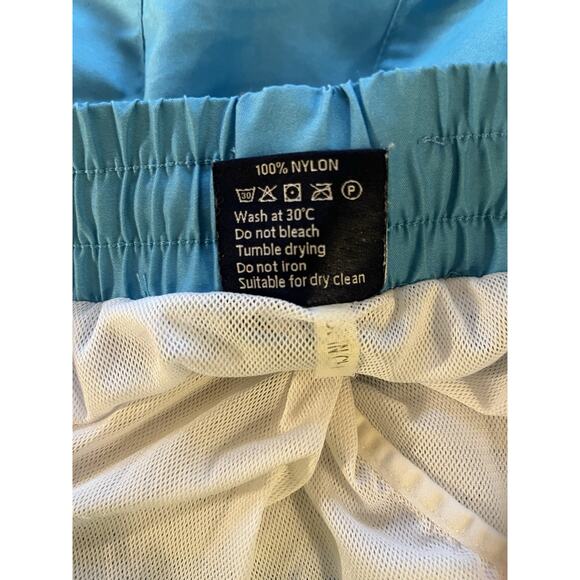 100% NYLON
30 P
Wash at 30°C
Do not bleach
Tumble drying
Do not iron
Suitable for dry clean